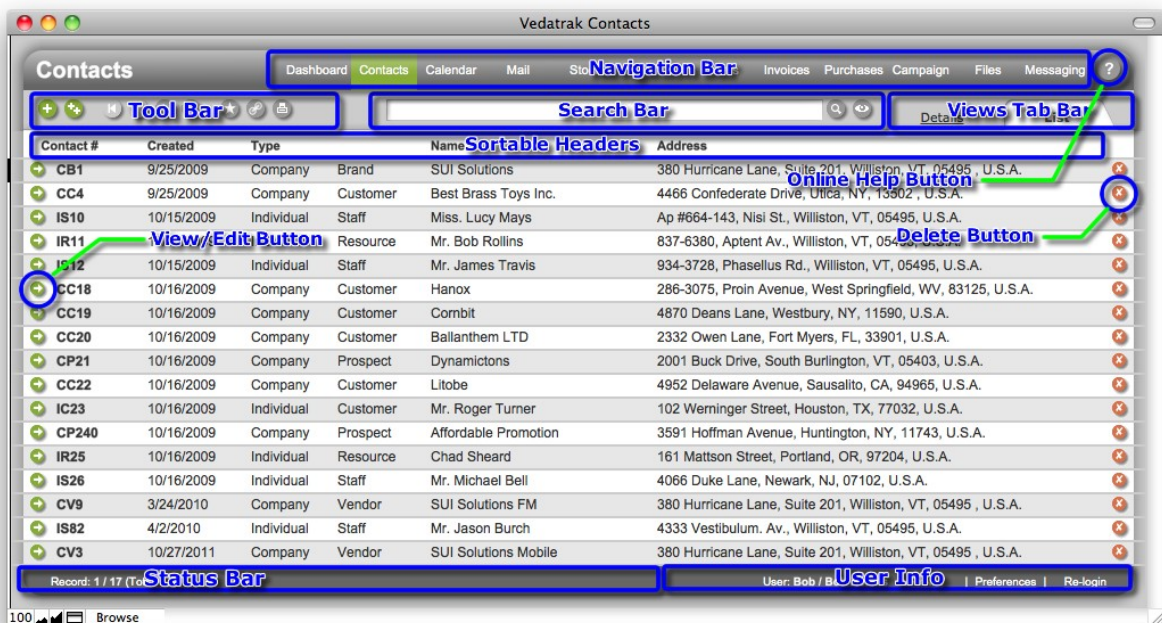 Vedatrak Contacts
Contacts
Dashboard Contacts Calendar Mail Navigation Bar Invoices Purchases Campaign Files Messaging ?
Tool Bar Search Bar Details Views Tab Bar List
Contact # Created Type Name Sortable Headers Address
CB1 9/25/2009 Company Brand SUI Solutions 380 Hurricane Lane, Suite 201, Williston, VT, 05495 , U.S.A.
Online Help Button
CC4 9/25/2009 Company Customer Best Brass Toys Inc. 4466 Confederate Drive, Utica, NY, 13502 , U.S.A.
IS10 10/15/2009 Individual Staff Miss. Lucy Mays Ap #664-143, Nisi St., Williston, VT, 05495, U.S.A.
Delete Button
View/Edit Button
IR11 Resource Mr. Bob Rollins 837-6380, Aptent Av., Williston, VT, 05495, U.S.A.
IS12 10/15/2009 Individual Staff Mr. James Travis 934-3728, Phasellus Rd., Williston, VT, 05495, U.S.A.
CC18 10/16/2009 Company Customer Hanox 286-3075, Proin Avenue, West Springfield, WV, 83125, U.S.A.
CC19 10/16/2009 Company Customer Combit 4870 Deans Lane, Westbury, NY, 11590, U.S.A.
CC20 10/16/2009 Company Customer Ballanthem LTD 2332 Owen Lane, Fort Myers, FL, 33901, U.S.A.
CP21 10/16/2009 Company Prospect Dynamictons 2001 Buck Drive, South Burlington, VT, 05403, U.S.A.
CC22 10/16/2009 Company Customer Litobe 4952 Delaware Avenue, Sausalito, CA, 94965, U.S.A.
IC23 10/16/2009 Individual Customer Mr. Roger Turner 102 Werninger Street, Houston, TX, 77032, U.S.A.
CP240 10/16/2009 Company Prospect Affordable Promotion 3591 Hoffman Avenue, Huntington, NY, 11743, U.S.A.
IR25 10/16/2009 Individual Resource Chad Sheard 161 Mattson Street, Portland, OR, 97204, U.S.A.
IS26 10/16/2009 Individual Staff Mr. Michael Bell 4066 Duke Lane, Newark, NJ, 07102, U.S.A.
CV9 3/24/2010 Company Vendor SUI Solutions FM 380 Hurricane Lane, Suite 201, Williston, VT, 05495 , U.S.A.
IS82 4/2/2010 Individual Staff Mr. Jason Burch 4333 Vestibulum. Av., Williston, VT, 05495, U.S.A.
CV3 10/27/2011 Company Vendor SUI Solutions Mobile 380 Hurricane Lane, Suite 201, Williston, VT, 05495 , U.S.A.
Record: 1 / 17 Status Bar User: Bob / User Info | Preferences | Re-login
100 Browse